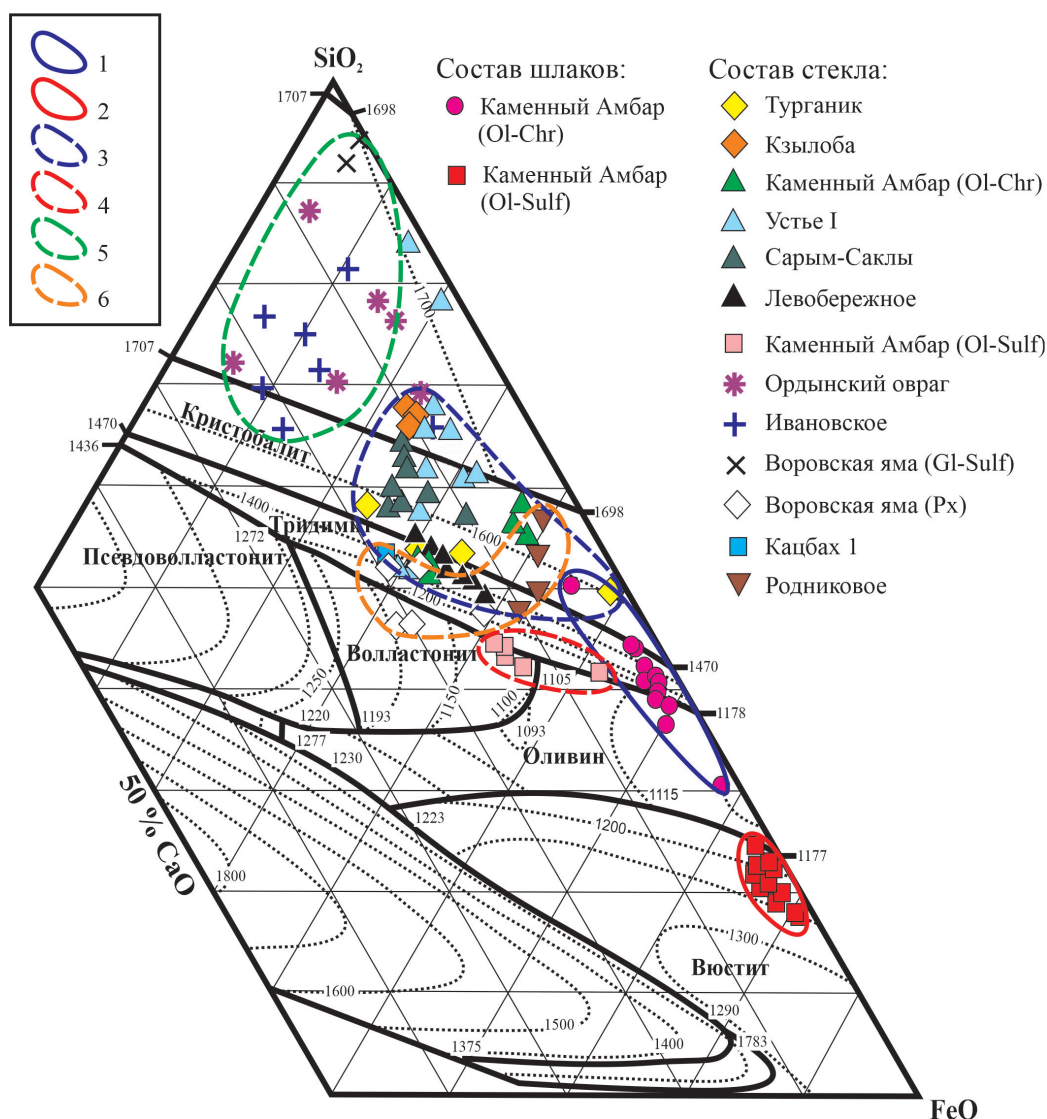 1
2
3
4
5
6
SiO₂
Состав шлаков:
Каменный Амбар
(Ol-Chr)
Каменный Амбар
(Ol-Sulf)
Состав стекла:
Турганик
Кзылоба
Каменный Амбар (Ol-Chr)
Устье I
Сарым-Саклы
Левобережное
Каменный Амбар (Ol-Sulf)
Ордынский овраг
Ивановское
Воровская яма (Gl-Sulf)
Воровская яма (Px)
Кацбах 1
Родниковое
1707
1698
1700
1707
1470
1436
Кристобалит
1400
Тридимит
1272
Псевдоволластонит
1600
1698
1200
Волластонит
1470
1105
1178
1250
1150
1100
1220
1193
1093
1277
1230
Оливин
50 % CaO
1115
1223
1200
1177
1800
1300
Вюстит
1600
1290
1500
1783
1400
1375
FeO